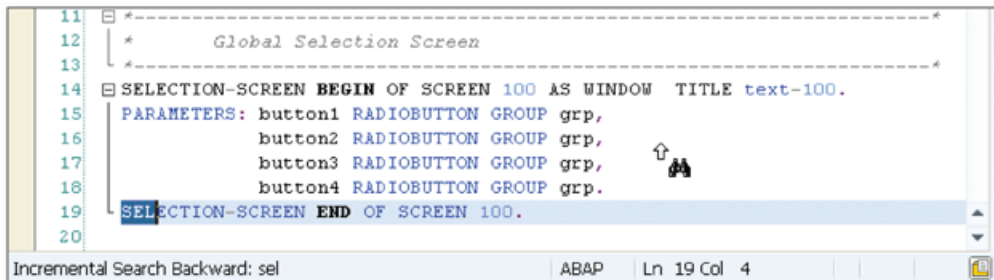 11 *----------------------------------------------------------------------*
12 *       Global Selection Screen
13 *----------------------------------------------------------------------*
14 SELECTION-SCREEN BEGIN OF SCREEN 100 AS WINDOW  TITLE text-100.
15 PARAMETERS: button1 RADIOBUTTON GROUP grp,
16             button2 RADIOBUTTON GROUP grp,
17             button3 RADIOBUTTON GROUP grp,
18             button4 RADIOBUTTON GROUP grp.
19 SELECTION-SCREEN END OF SCREEN 100.
20
Incremental Search Backward: sel ABAP Ln 19 Col 4